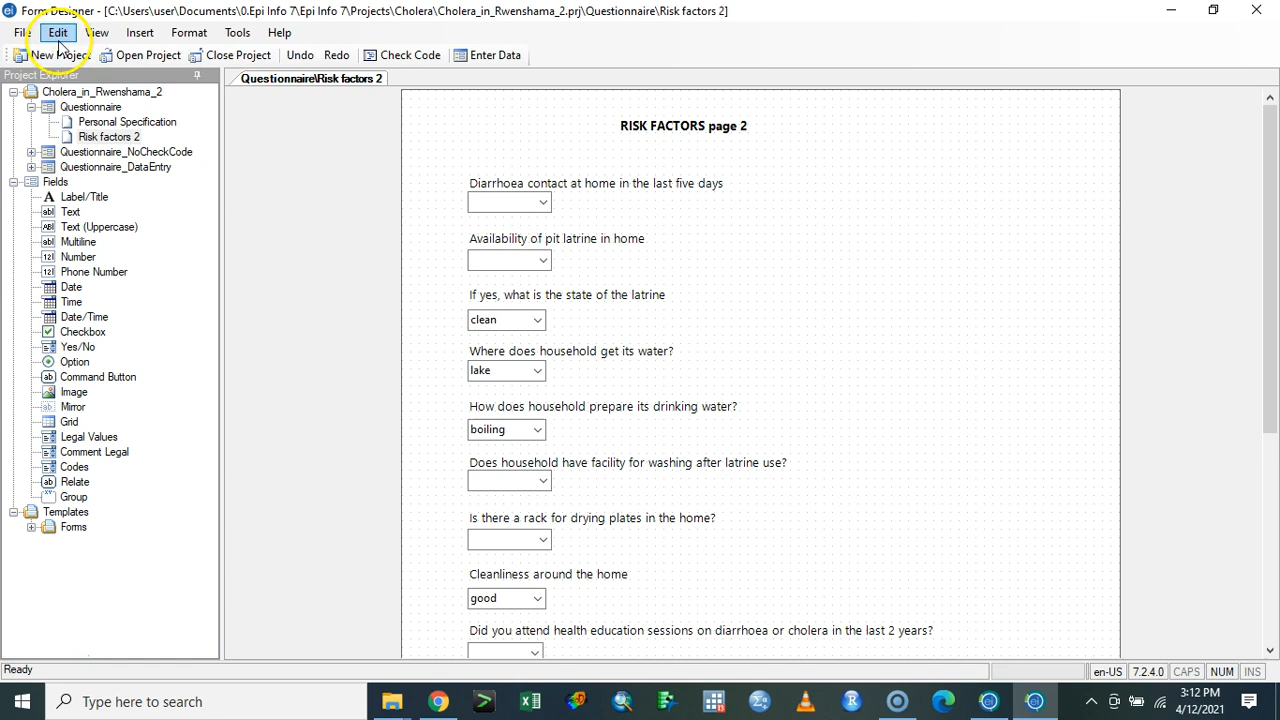 Form Designer - [C:\Users\user\Documents\0.Epi Info 7\Epi Info 7\Projects\Cholera\Cholera_in_Rwenshama_2.prj\Questionnaire\Risk factors 2]
File Edit View Insert Format Tools Help
New Project Open Project Close Project Undo Redo Check Code Enter Data
Project Explorer
Cholera_in_Rwenshama_2
Questionnaire
Personal Specification
Risk factors 2
Questionnaire_NoCheckCode
Questionnaire_DataEntry
Fields
Label/Title
Text
Text (Uppercase)
Multiline
Number
Phone Number
Date
Time
Date/Time
Checkbox
Yes/No
Option
Command Button
Image
Mirror
Grid
Legal Values
Comment Legal
Codes
Relate
Group
Templates
Forms
Questionnaire\Risk factors 2
RISK FACTORS page 2
Diarrhoea contact at home in the last five days
Availability of pit latrine in home
If yes, what is the state of the latrine
clean
Where does household get its water?
lake
How does household prepare its drinking water?
boiling
Does household have facility for washing after latrine use?
Is there a rack for drying plates in the home?
Cleanliness around the home
good
Did you attend health education sessions on diarrhoea or cholera in the last 2 years?
Ready
en-US 7.2.4.0 CAPS NUM INS
Type here to search
3:12 PM
4/12/2021